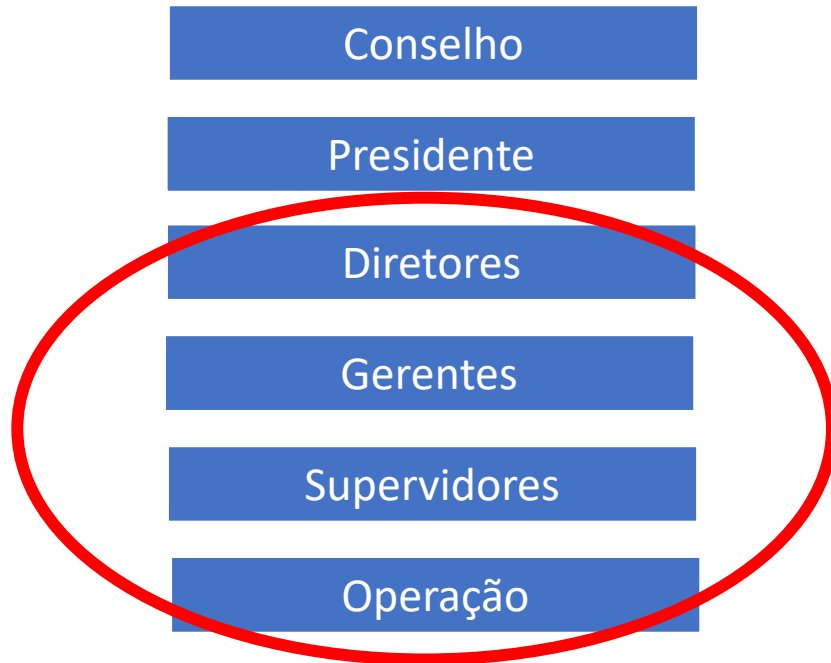 Conselho
Presidente
Diretores
Gerentes
Supervidores
Operação